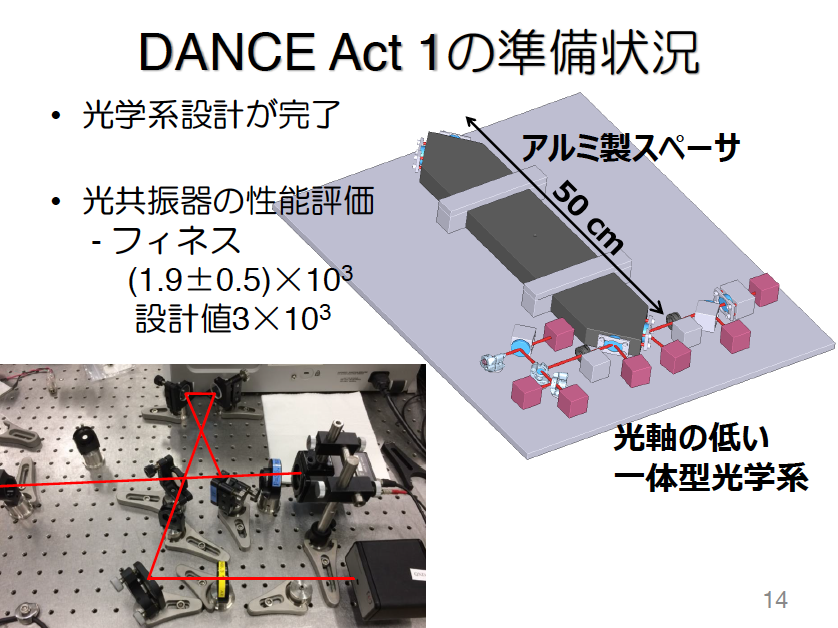 DANCE Act 1の準備状況
• 光学系設計が完了
• 光共振器の性能評価
- フィネス
(1.9±0.5)×10³
設計値3×10³
アルミ製スペーサ
50 cm
光軸の低い
一体型光学系
14